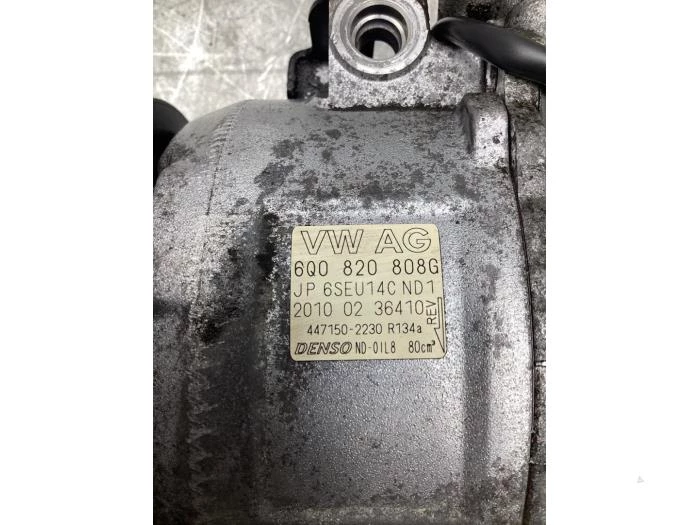 VW AG
6Q0 820 808G
JP 6SEU14C ND1
2010 02 36410
REV
447150-2230 R134a
DENSO ND-OIL8 80cm³